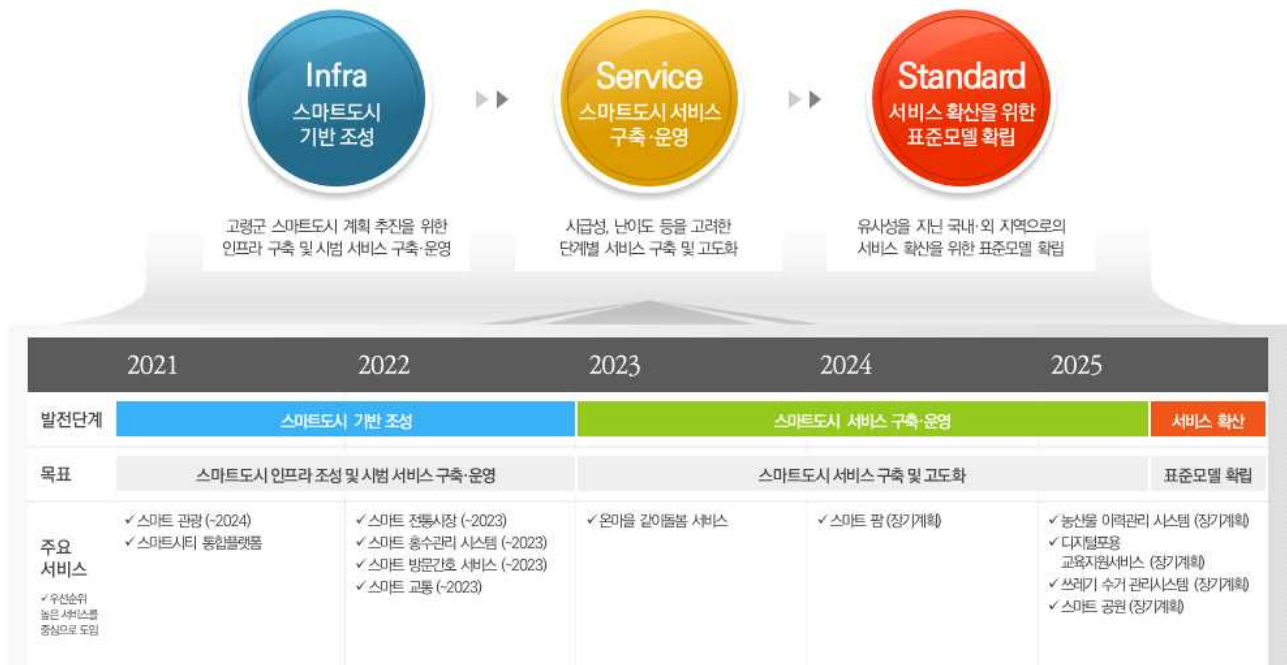 Infra
스마트도시
기반 조성
Service
스마트도시 서비스
구축·운영
Standard
서비스 확산을 위한
표준모델 확립
고령군 스마트도시 계획 추진을 위한
인프라 구축 및 시범 서비스 구축·운영
시급성, 난이도 등을 고려한
단계별 서비스 구축 및 고도화
유사성을 지닌 국내·외 지역으로의
서비스 확산을 위한 표준모델 확립
2021 2022 2023 2024 2025
발전단계 스마트도시 기반 조성 스마트도시 서비스 구축·운영 서비스 확산
목표 스마트도시 인프라 조성 및 시범 서비스 구축·운영 스마트도시 서비스 구축 및 고도화 표준모델 확립
주요
서비스
✓ 우선순위
높은 서비스를
중심으로 도입
✓ 스마트 관광 (~2024)
✓ 스마트시티 통합플랫폼
✓ 스마트 전통시장 (~2023)
✓ 스마트 홍수관리 시스템 (~2023)
✓ 스마트 방문간호 서비스 (~2023)
✓ 스마트 교통 (~2023)
✓ 온마을 같이돌봄 서비스
✓ 스마트 팜 (장기계획)
✓ 농산물 이력관리 시스템 (장기계획)
✓ 디지털포용
교육지원서비스 (장기계획)
✓ 쓰레기 수거 관리시스템 (장기계획)
✓ 스마트 공원 (장기계획)